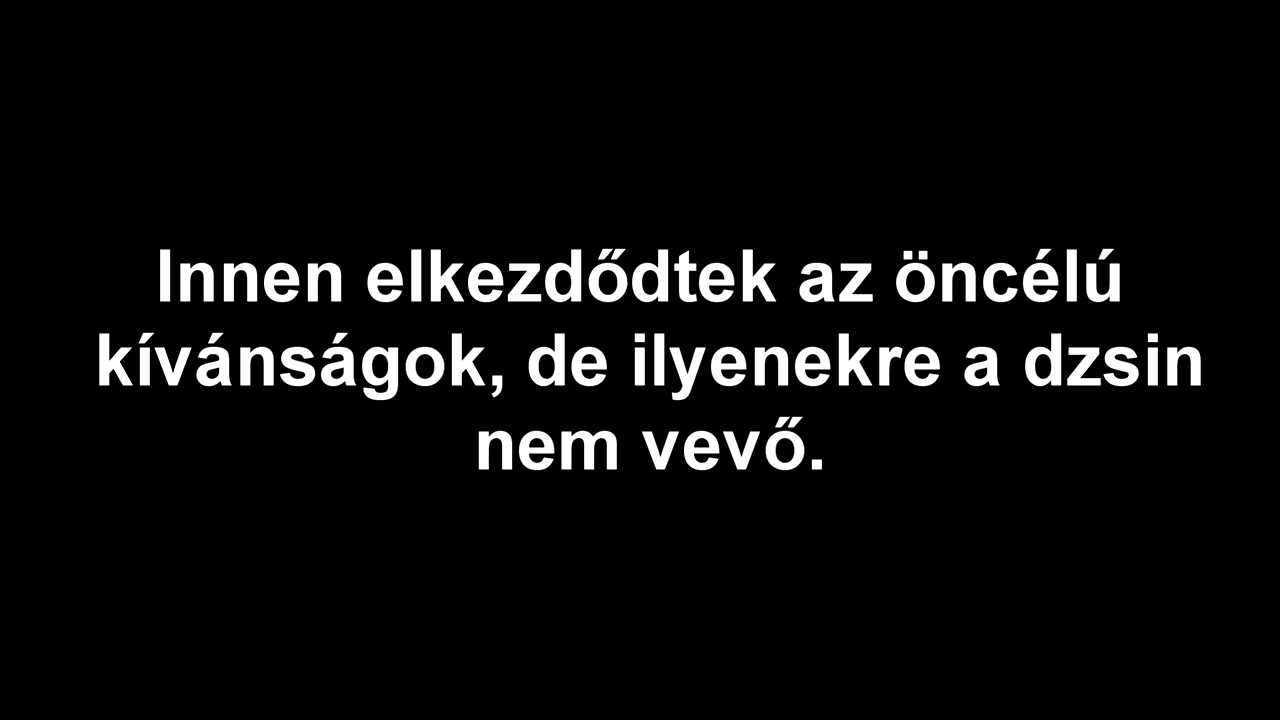 Innen elkezdődtek az öncélú
kívánságok, de ilyenekre a dzsin
nem vevő.